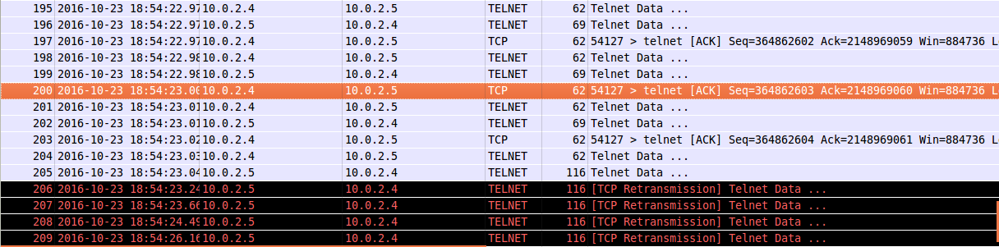 195 2016-10-23 18:54:22.97 10.0.2.4 10.0.2.5 TELNET 62 Telnet Data ...
196 2016-10-23 18:54:22.97 10.0.2.4 10.0.2.5 TELNET 69 Telnet Data ...
197 2016-10-23 18:54:22.97 10.0.2.4 10.0.2.5 TCP 62 54127 > telnet [ACK] Seq=364862602 Ack=2148969059 Win=884736 L
198 2016-10-23 18:54:22.98 10.0.2.4 10.0.2.5 TELNET 62 Telnet Data ...
199 2016-10-23 18:54:22.98 10.0.2.4 10.0.2.5 TELNET 69 Telnet Data ...
200 2016-10-23 18:54:23.00 10.0.2.4 10.0.2.5 TCP 62 54127 > telnet [ACK] Seq=364862603 Ack=2148969060 Win=884736 L
201 2016-10-23 18:54:23.01 10.0.2.4 10.0.2.5 TELNET 62 Telnet Data ...
202 2016-10-23 18:54:23.01 10.0.2.4 10.0.2.5 TELNET 69 Telnet Data ...
203 2016-10-23 18:54:23.02 10.0.2.4 10.0.2.5 TCP 62 54127 > telnet [ACK] Seq=364862604 Ack=2148969061 Win=884736 L
204 2016-10-23 18:54:23.03 10.0.2.4 10.0.2.5 TELNET 62 Telnet Data ...
205 2016-10-23 18:54:23.04 10.0.2.5 10.0.2.4 TELNET 116 Telnet Data ...
206 2016-10-23 18:54:23.24 10.0.2.5 10.0.2.4 TELNET 116 [TCP Retransmission] Telnet Data ...
207 2016-10-23 18:54:23.66 10.0.2.5 10.0.2.4 TELNET 116 [TCP Retransmission] Telnet Data ...
208 2016-10-23 18:54:24.49 10.0.2.5 10.0.2.4 TELNET 116 [TCP Retransmission] Telnet Data ...
209 2016-10-23 18:54:26.16 10.0.2.5 10.0.2.4 TELNET 116 [TCP Retransmission] Telnet Data ...